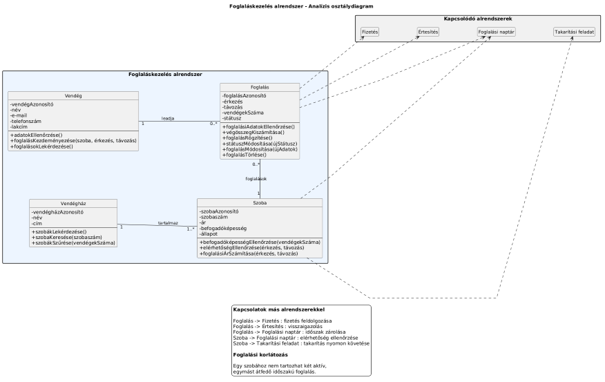 Foglaláskezelés alrendszer - Analízis osztálydiagram
Kapcsolódó alrendszerek
Fizetés
Értesítés
Foglalási naptár
Takarítási feladat
Foglaláskezelés alrendszer
Vendég
-vendégAzonosító
-név
-e-mail
-telefonszám
-lakcím
+adatokEllenőrzése()
+foglalásKezdeményezése(szoba, érkezés, távozás)
+foglalásokLekérdezése()
leadja
1
0..*
Foglalás
-foglalásAzonosító
-érkezés
-távozás
-vendégekSzáma
-státusz
+foglalásiAdatokEllenőrzése()
+végösszegKiszámítása()
+foglalásRögzítése()
+státuszMódosítása(újStátusz)
+foglalásMódosítása(újAdatok)
+foglalásTörlése()
0..*
foglalások
1
Vendégház
-vendégházAzonosító
-név
-cím
+szobákLekérdezése()
+szobaKeresése(szobaszám)
+szobákSzűrése(vendégekSzáma)
tartalmaz
1
1..*
Szoba
-szobaAzonosító
-szobaszám
-ár
-befogadóképesség
-állapot
+befogadóképességEllenőrzése(vendégekSzáma)
+elérhetőségEllenőrzése(érkezés, távozás)
+foglalásiÁrSzámítása(érkezés, távozás)
Kapcsolatok más alrendszerekkel
Foglalás -> Fizetés : fizetés feldolgozása
Foglalás -> Értesítés : visszaigazolás
Foglalás -> Foglalási naptár : időszak zárolása
Szoba -> Foglalási naptár : elérhetőség ellenőrzése
Szoba -> Takarítási feladat : takarítás nyomon követése
Foglalási korlátozás
Egy szobához nem tartozhat két aktív,
egymást átfedő időszakú foglalás.